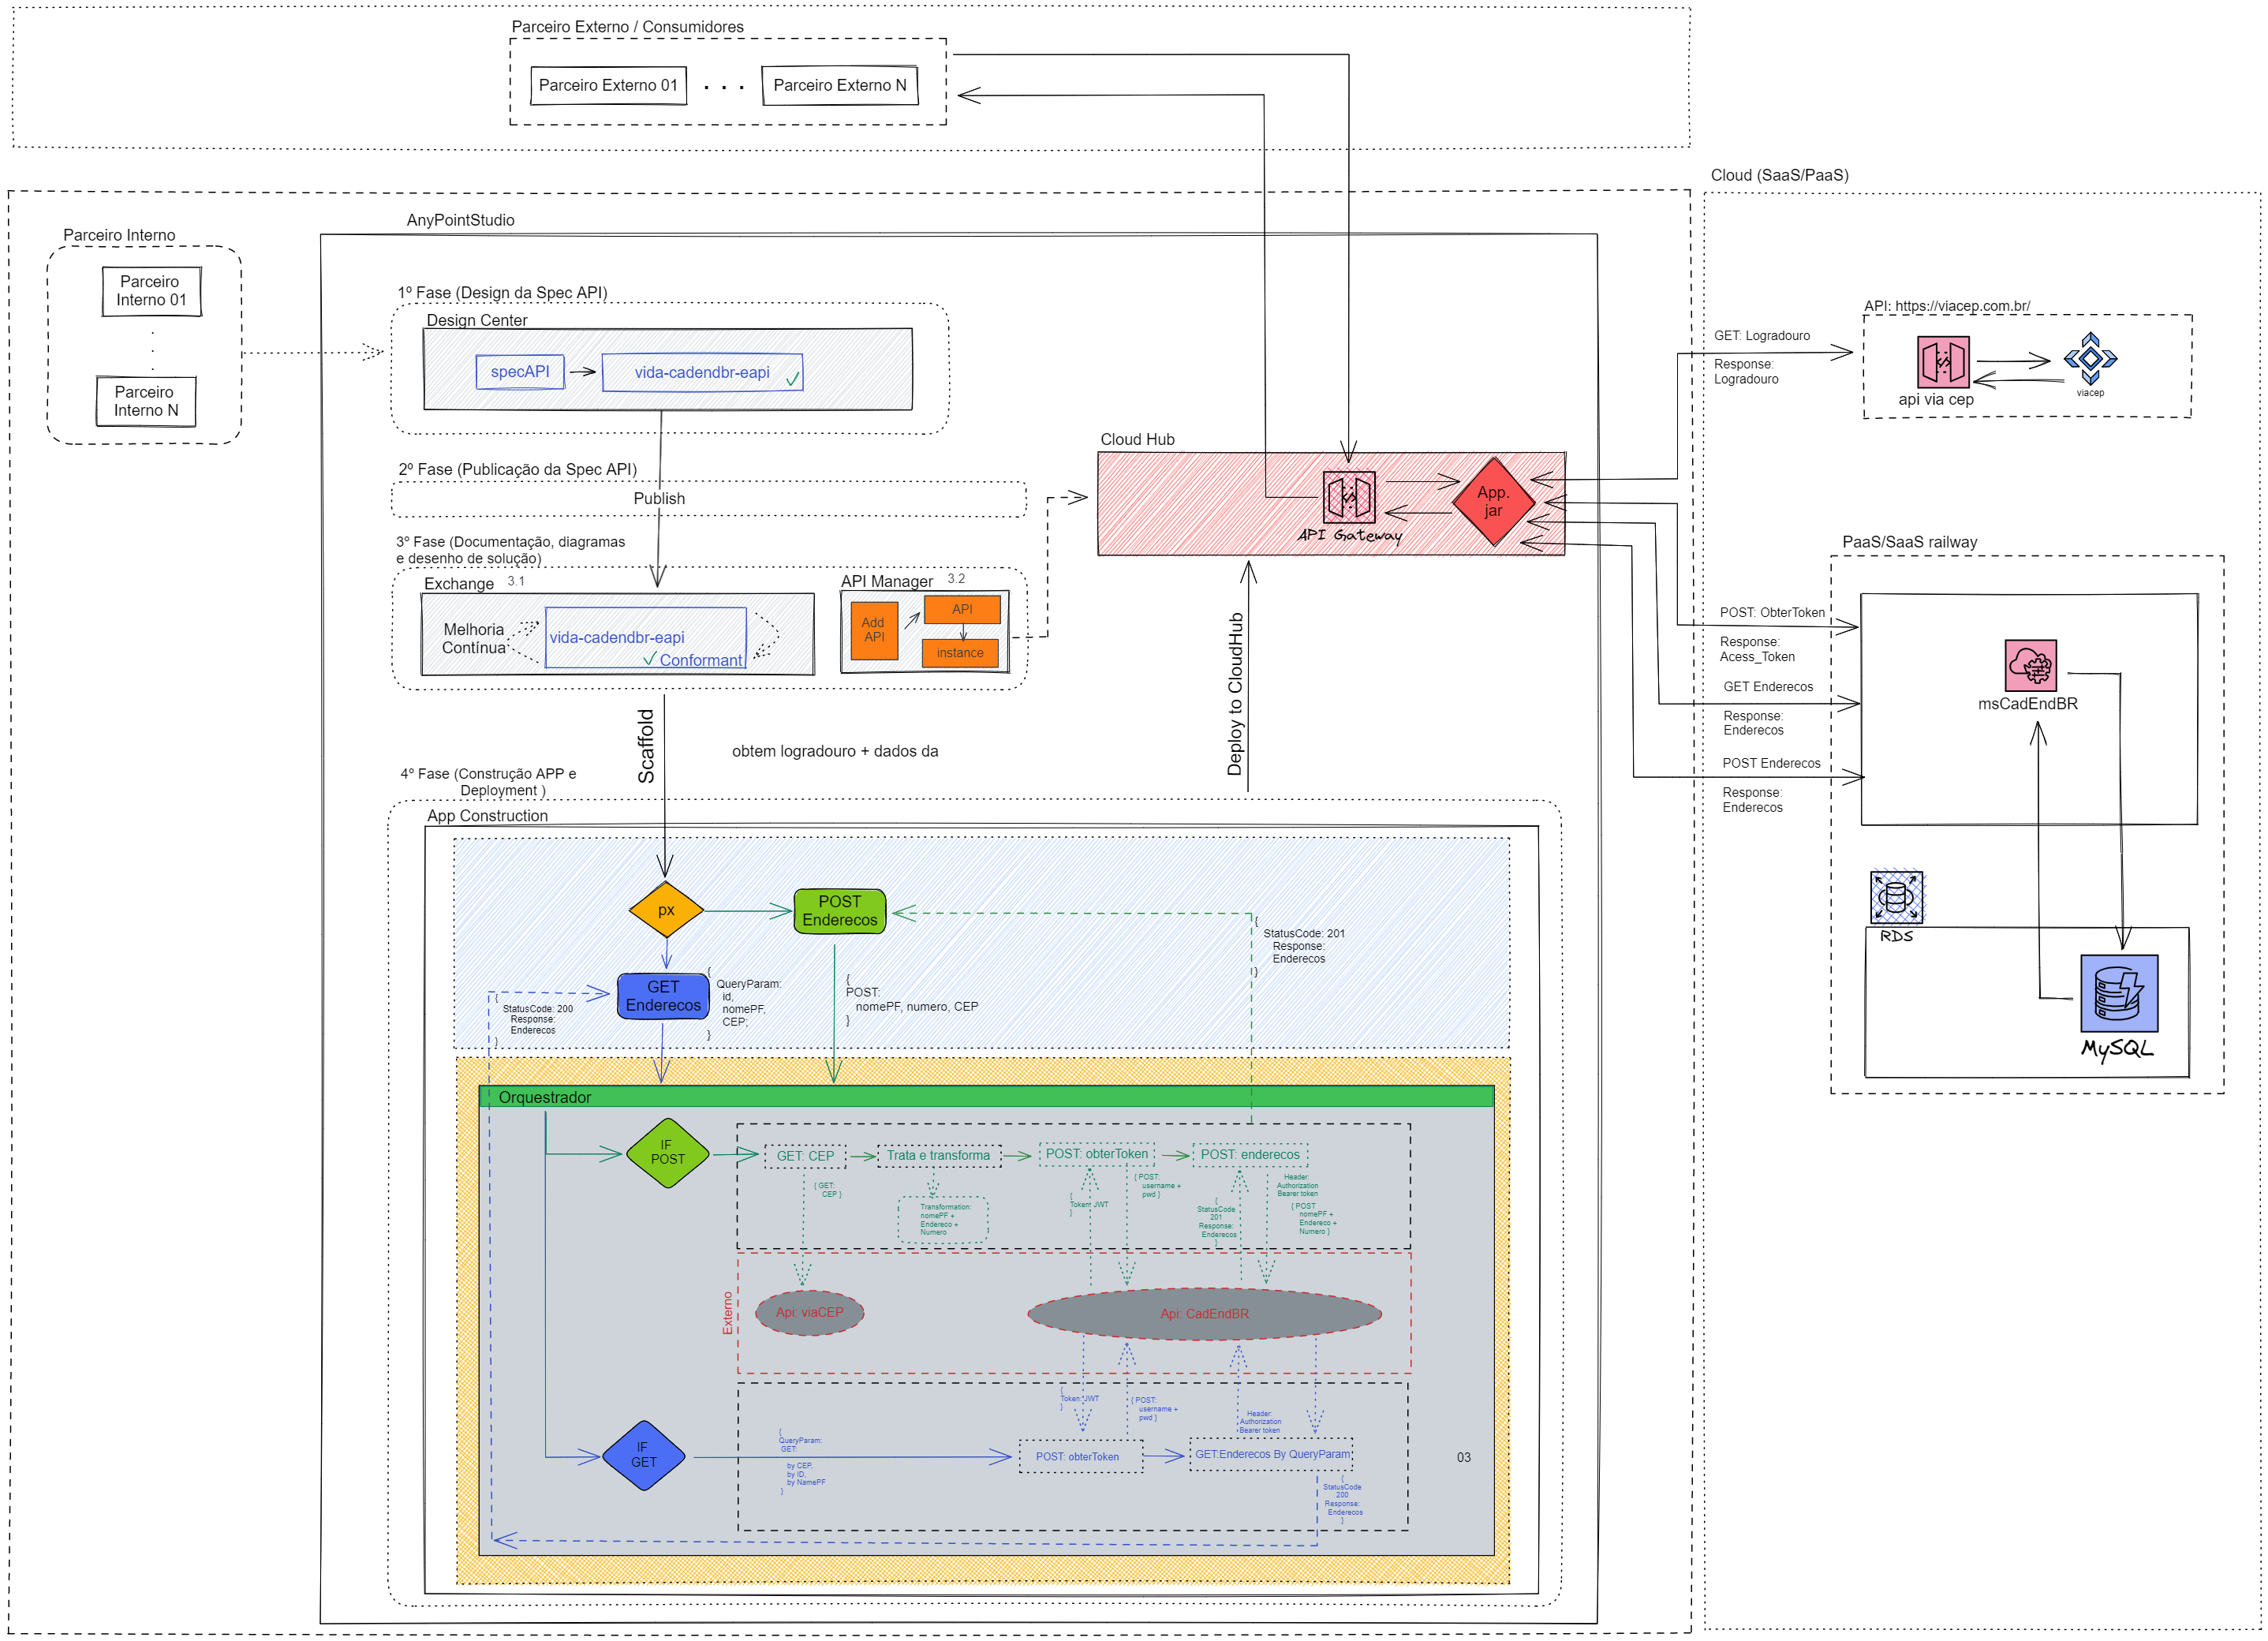 Parceiro Externo / Consumidores
Parceiro Externo 01
. . .
Parceiro Externo N
Cloud (SaaS/PaaS)
AnyPointStudio
Parceiro Interno
Parceiro
Interno 01
.
.
.
Parceiro
Interno N
1º Fase (Design da Spec API)
Design Center
specAPI
vida-cadendbr-eapi
2º Fase (Publicação da Spec API)
Publish
3º Fase (Documentação, diagramas
e desenho de solução)
Exchange
3.1
Melhoria
Contínua
vida-cadendbr-eapi
Conformant
API Manager
3.2
Add
API
API
instance
Cloud Hub
API Gateway
App.
jar
Deploy to CloudHub
Scaffold
obtem logradouro + dados da
GET: Logradouro
Response:
Logradouro
API: https://viacep.com.br/
api via cep
viacep
PaaS/SaaS railway
POST: ObterToken
Response:
Acess_Token
GET Enderecos
Response:
Enderecos
POST Enderecos
Response:
Enderecos
msCadEndBR
RDS
MySQL
4º Fase (Construção APP e
Deployment )
App Construction
px
POST
Enderecos
{
StatusCode: 201
Response:
Enderecos
}
GET
Enderecos
{
QueryParam:
id,
nomePF,
CEP;
}
{
POST:
nomePF, numero, CEP
}
{
StatusCode: 200
Response:
Enderecos
}
Orquestrador
IF
POST
GET: CEP
Trata e transforma
POST: obterToken
POST: enderecos
{ GET:
CEP }
Transformation:
nomePF +
Endereco +
Numero
{
Token: JWT
}
{ POST:
username +
pwd }
{
StatusCode
201
Response:
Enderecos
}
Header:
Authorization
Bearer token
{ POST
nomePF +
Endereco +
Numero }
Externo
Api: viaCEP
Api: CadEndBR
{
Token: JWT
}
{ POST:
username +
pwd }
Header:
Authorization
Bearer token
IF
GET
{
QueryParam:
GET:
by CEP,
by ID,
by NamePF
}
POST: obterToken
GET:Enderecos By QueryParam
{
StatusCode
200
Response:
Enderecos
}
03